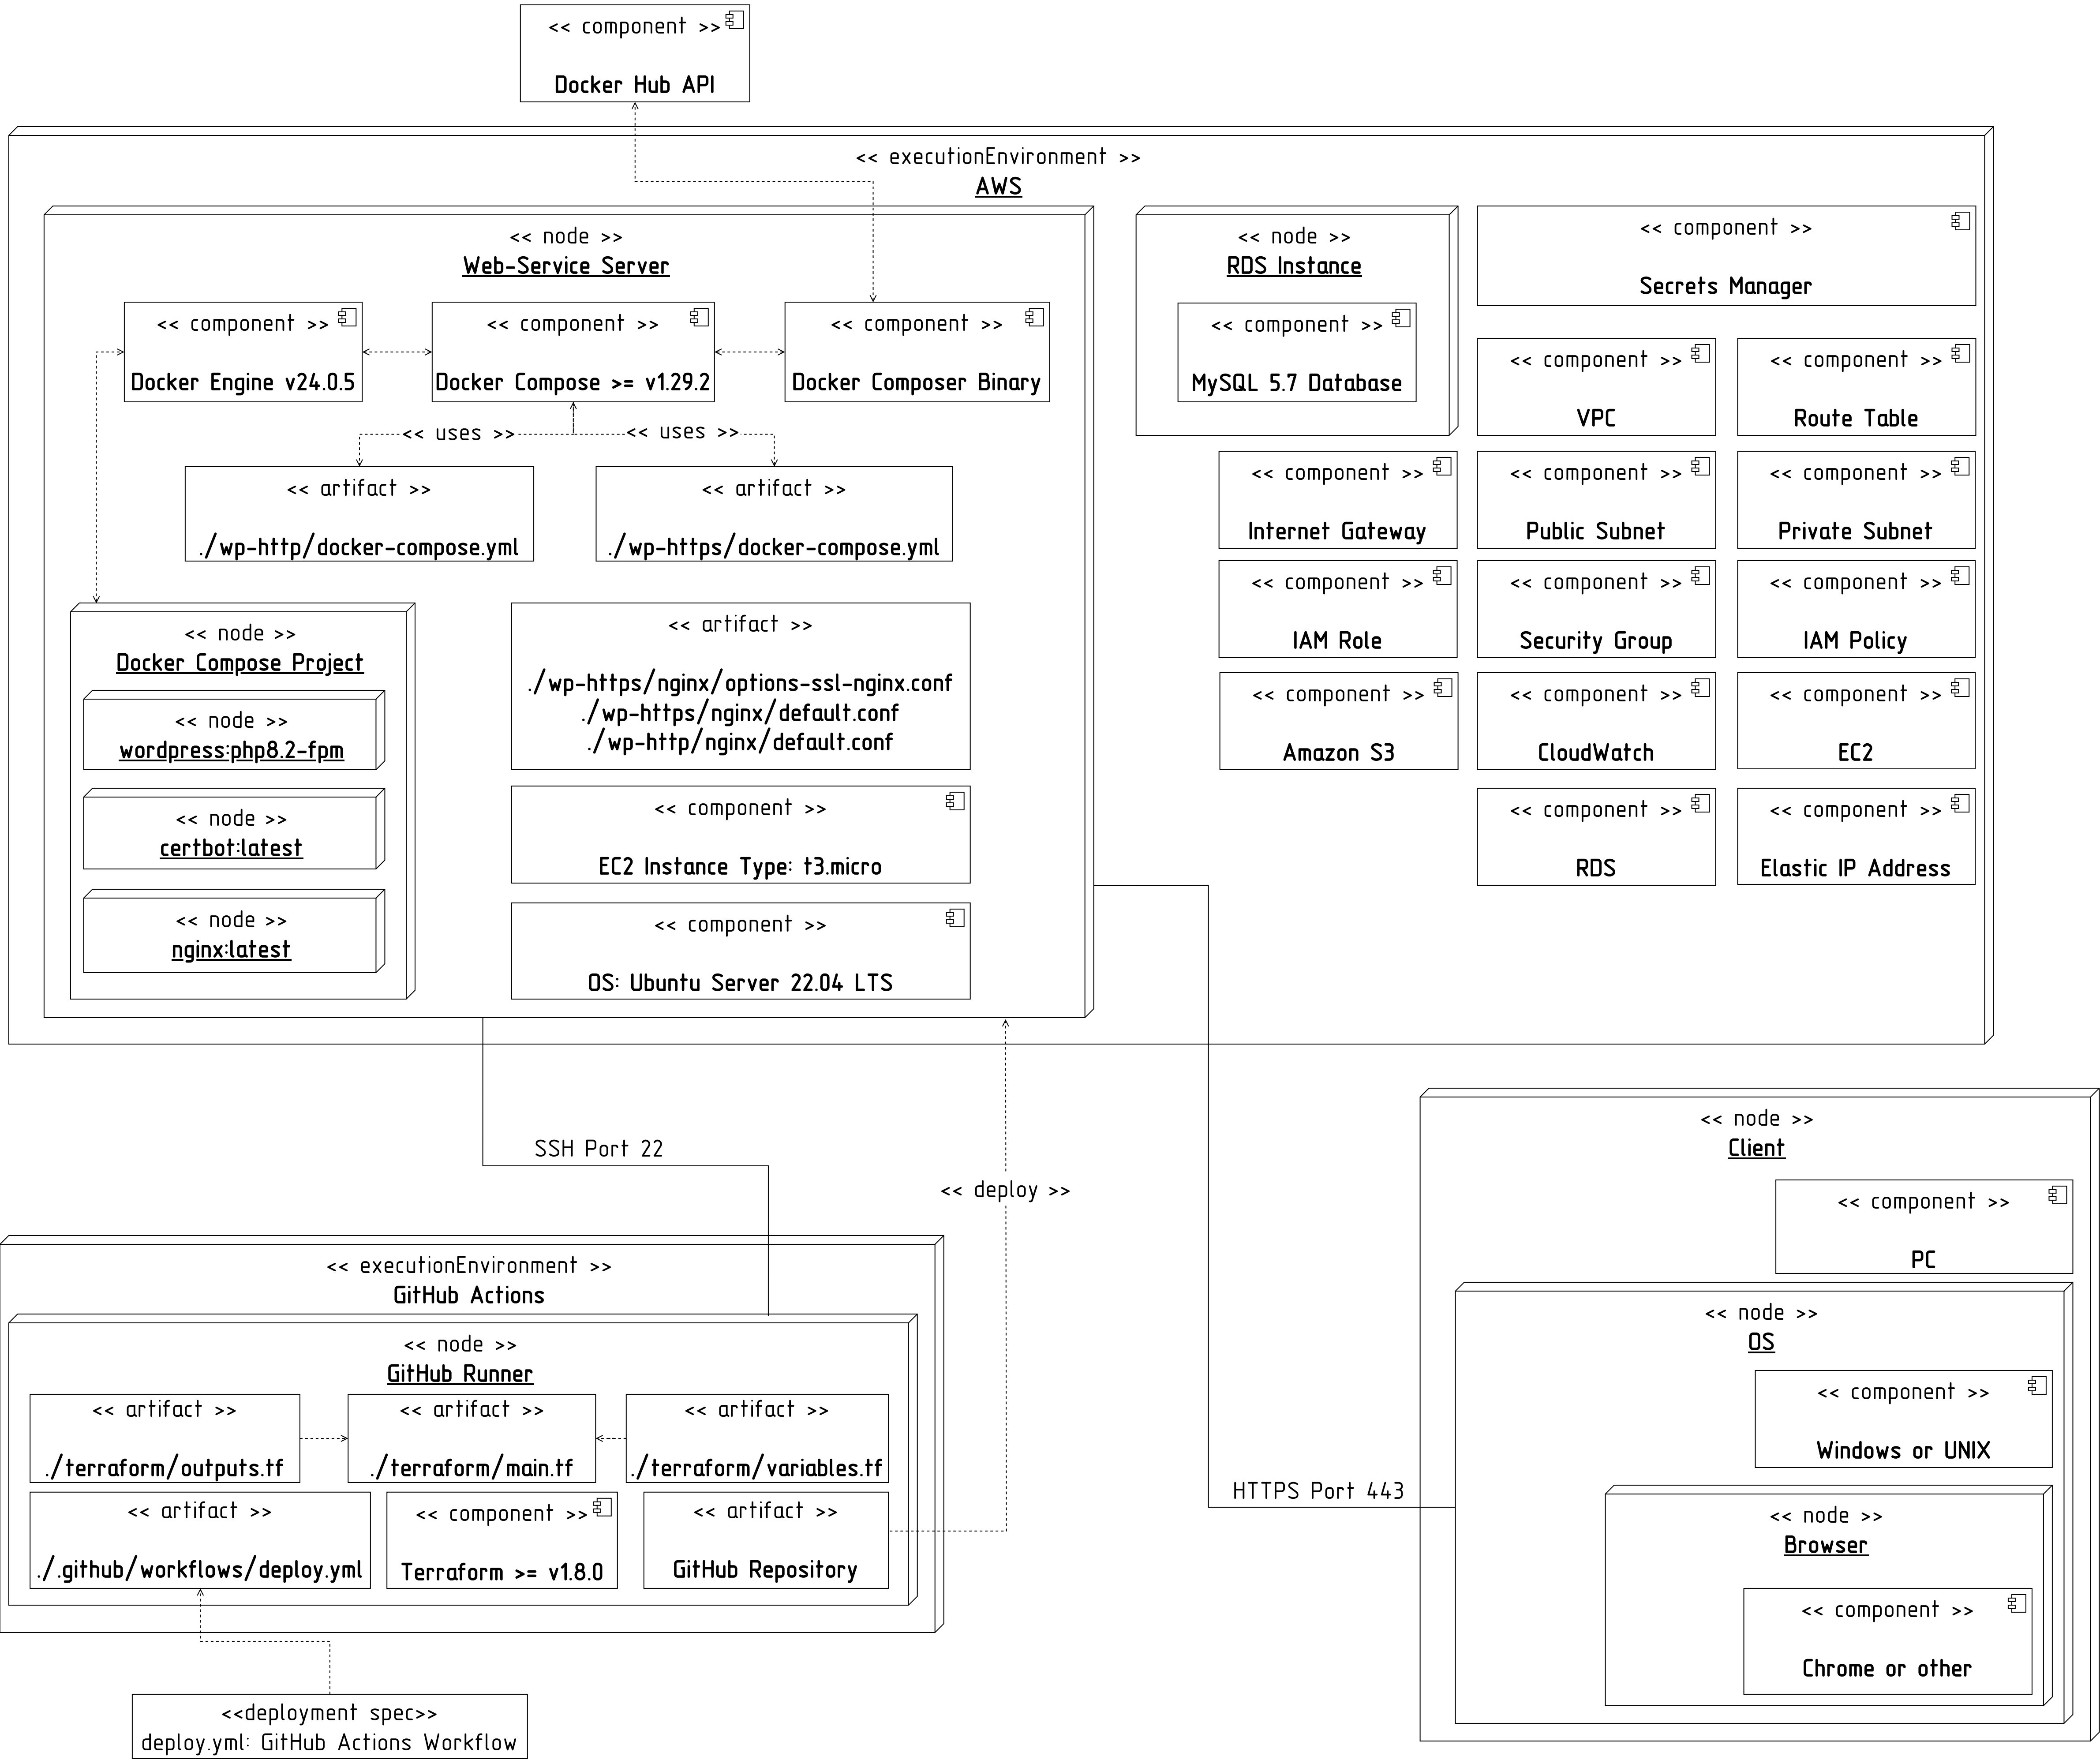 << component >>
Docker Hub API
<< executionEnvironment >>
AWS
<< node >>
Web-Service Server
<< component >>
Docker Engine v24.0.5
<< component >>
Docker Compose >= v1.29.2
<< component >>
Docker Composer Binary
<< uses >>
<< uses >>
<< artifact >>
./wp-http/docker-compose.yml
<< artifact >>
./wp-https/docker-compose.yml
<< node >>
Docker Compose Project
<< node >>
wordpress:php8.2-fpm
<< node >>
certbot:latest
<< node >>
nginx:latest
<< artifact >>
./wp-https/nginx/options-ssl-nginx.conf
./wp-https/nginx/default.conf
./wp-http/nginx/default.conf
<< component >>
EC2 Instance Type: t3.micro
<< component >>
OS: Ubuntu Server 22.04 LTS
<< node >>
RDS Instance
<< component >>
MySQL 5.7 Database
<< component >>
Secrets Manager
<< component >>
VPC
<< component >>
Route Table
<< component >>
Internet Gateway
<< component >>
Public Subnet
<< component >>
Private Subnet
<< component >>
IAM Role
<< component >>
Security Group
<< component >>
IAM Policy
<< component >>
Amazon S3
<< component >>
CloudWatch
<< component >>
EC2
<< component >>
RDS
<< component >>
Elastic IP Address
SSH Port 22
<< deploy >>
HTTPS Port 443
<< executionEnvironment >>
GitHub Actions
<< node >>
GitHub Runner
<< artifact >>
./terraform/outputs.tf
<< artifact >>
./terraform/main.tf
<< artifact >>
./terraform/variables.tf
<< artifact >>
./.github/workflows/deploy.yml
<< component >>
Terraform >= v1.8.0
<< artifact >>
GitHub Repository
<<deployment spec>>
deploy.yml: GitHub Actions Workflow
<< node >>
Client
<< component >>
PC
<< node >>
OS
<< component >>
Windows or UNIX
<< node >>
Browser
<< component >>
Chrome or other